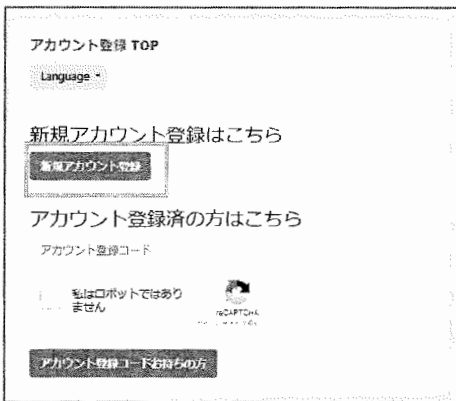 アカウント登録 TOP
Language
新規アカウント登録はこちら
新規アカウント登録
アカウント登録済の方はこちら
アカウント登録コード
私はロボットではあり
ません
reCAPTCHA
アカウント登録コードお持ちの方